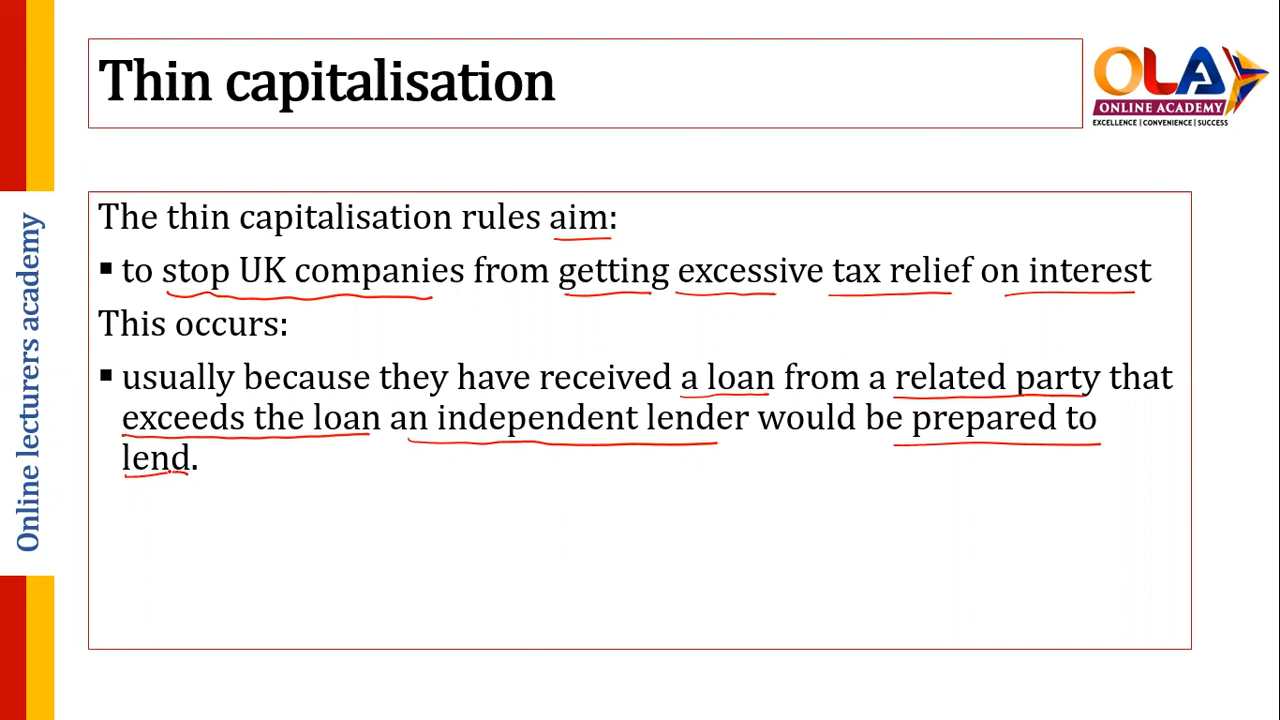 Thin capitalisation
OLA
ONLINE ACADEMY
EXCELLENCE | CONVENIENCE | SUCCESS
Online lecturers academy
The thin capitalisation rules aim:
▪ to stop UK companies from getting excessive tax relief on interest
This occurs:
▪ usually because they have received a loan from a related party that
exceeds the loan an independent lender would be prepared to
lend.